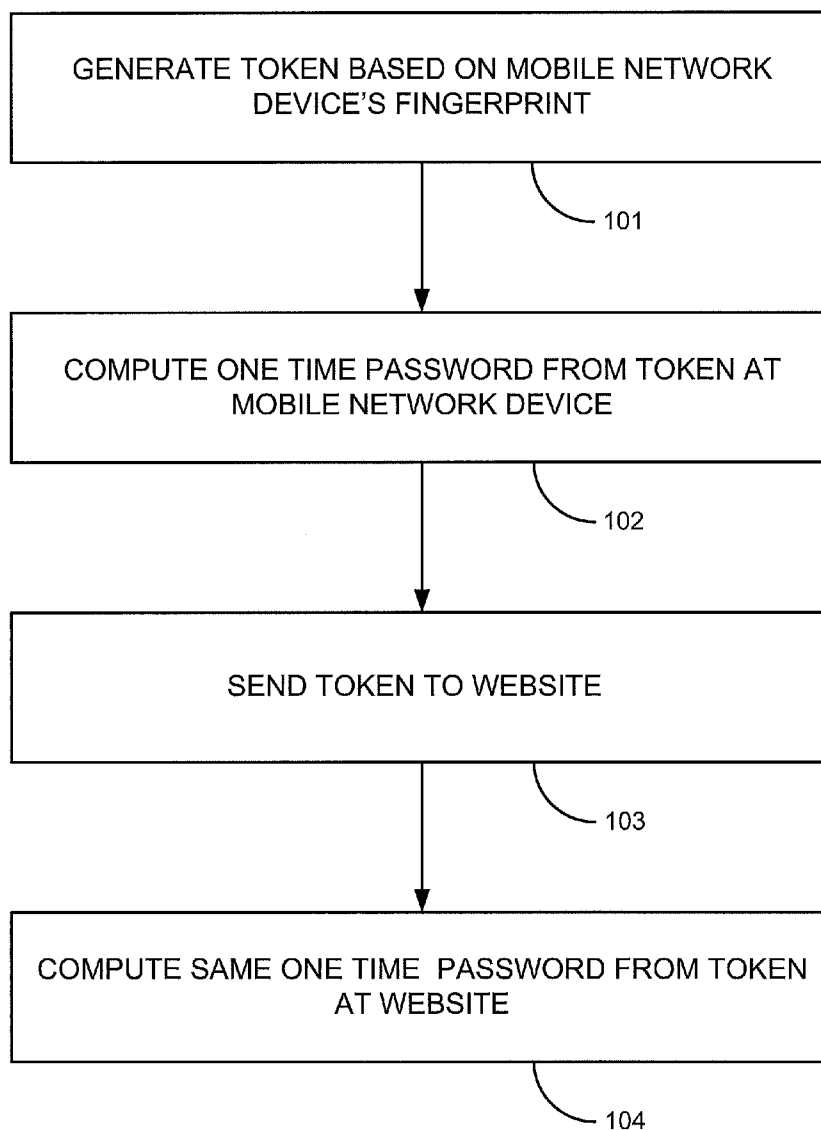 GENERATE TOKEN BASED ON MOBILE NETWORK
DEVICE'S FINGERPRINT
101
COMPUTE ONE TIME PASSWORD FROM TOKEN AT
MOBILE NETWORK DEVICE
102
SEND TOKEN TO WEBSITE
103
COMPUTE SAME ONE TIME PASSWORD FROM TOKEN
AT WEBSITE
104